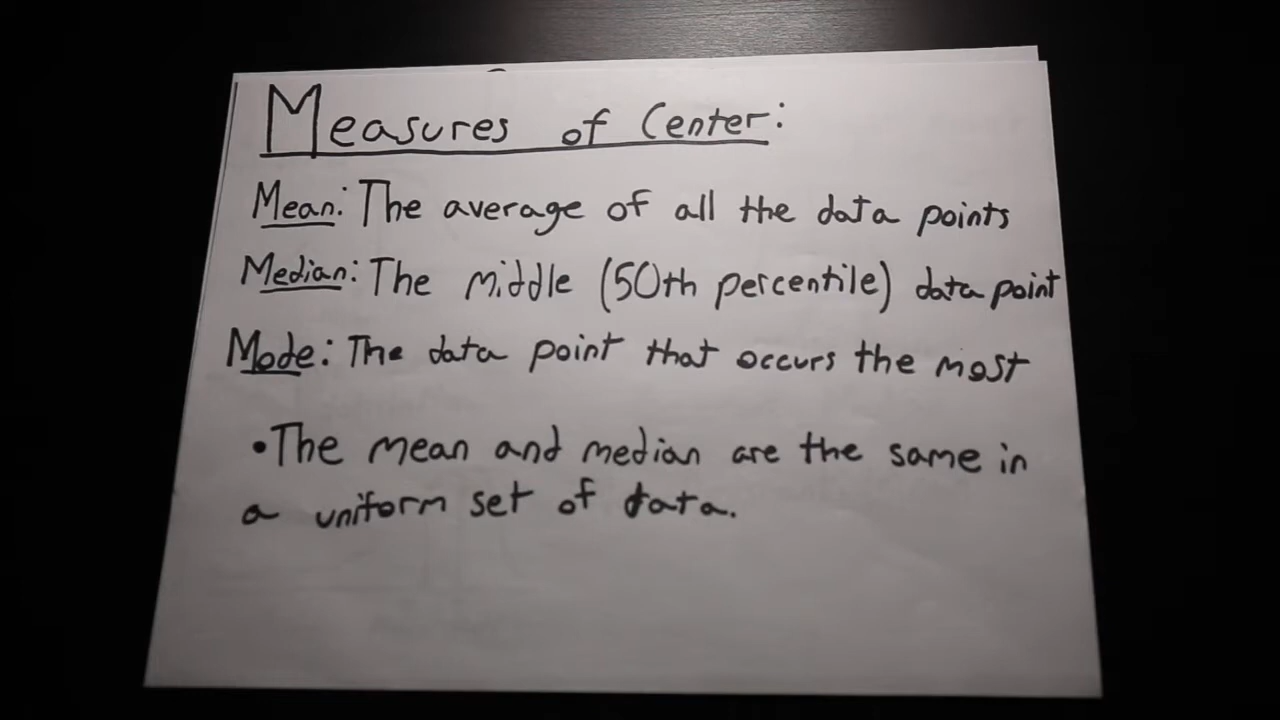 Measures of Center:
Mean: The average of all the data points
Median: The middle (50th percentile) data point
Mode: The data point that occurs the most
•The mean and median are the same in
a uniform set of data.